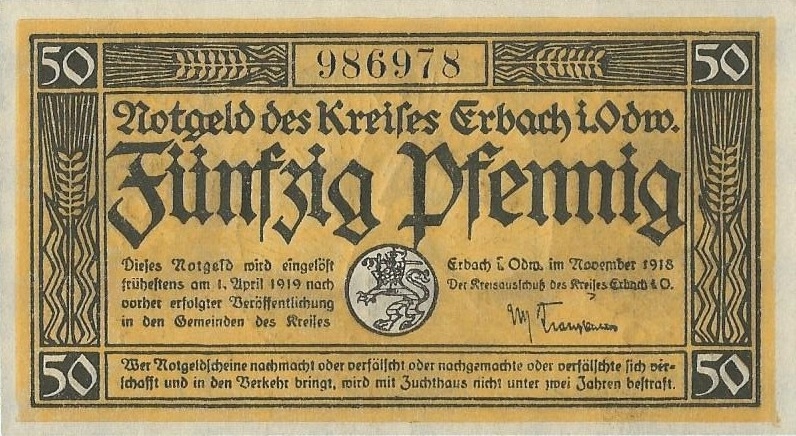 50 986978 50
Notgeld des Kreises Erbach i. Odw.
Fünfzig Pfennig
Dieses Notgeld wird eingelöst
frühestens am 1. April 1919 nach
vorher erfolgter Veröffentlichung
in den Gemeinden des Kreises
Erbach i. Odw. im November 1918
Der Kreisausschuß des Kreises Erbach i. O.
50 Wer Notgeldscheine nachmacht oder verfälscht oder nachgemachte oder verfälschte sich ver-
schafft und in den Verkehr bringt, wird mit Zuchthaus nicht unter zwei Jahren bestraft. 50